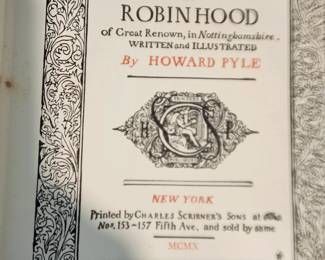 ROBIN HOOD
of Great Renown, in Nottinghamshire.
WRITTEN and ILLUSTRATED
By HOWARD PYLE
H P
NEW YORK
Printed by CHARLES SCRIBNER'S SONS at
Nos. 153-157 Fifth Ave., and sold by same
MCMX